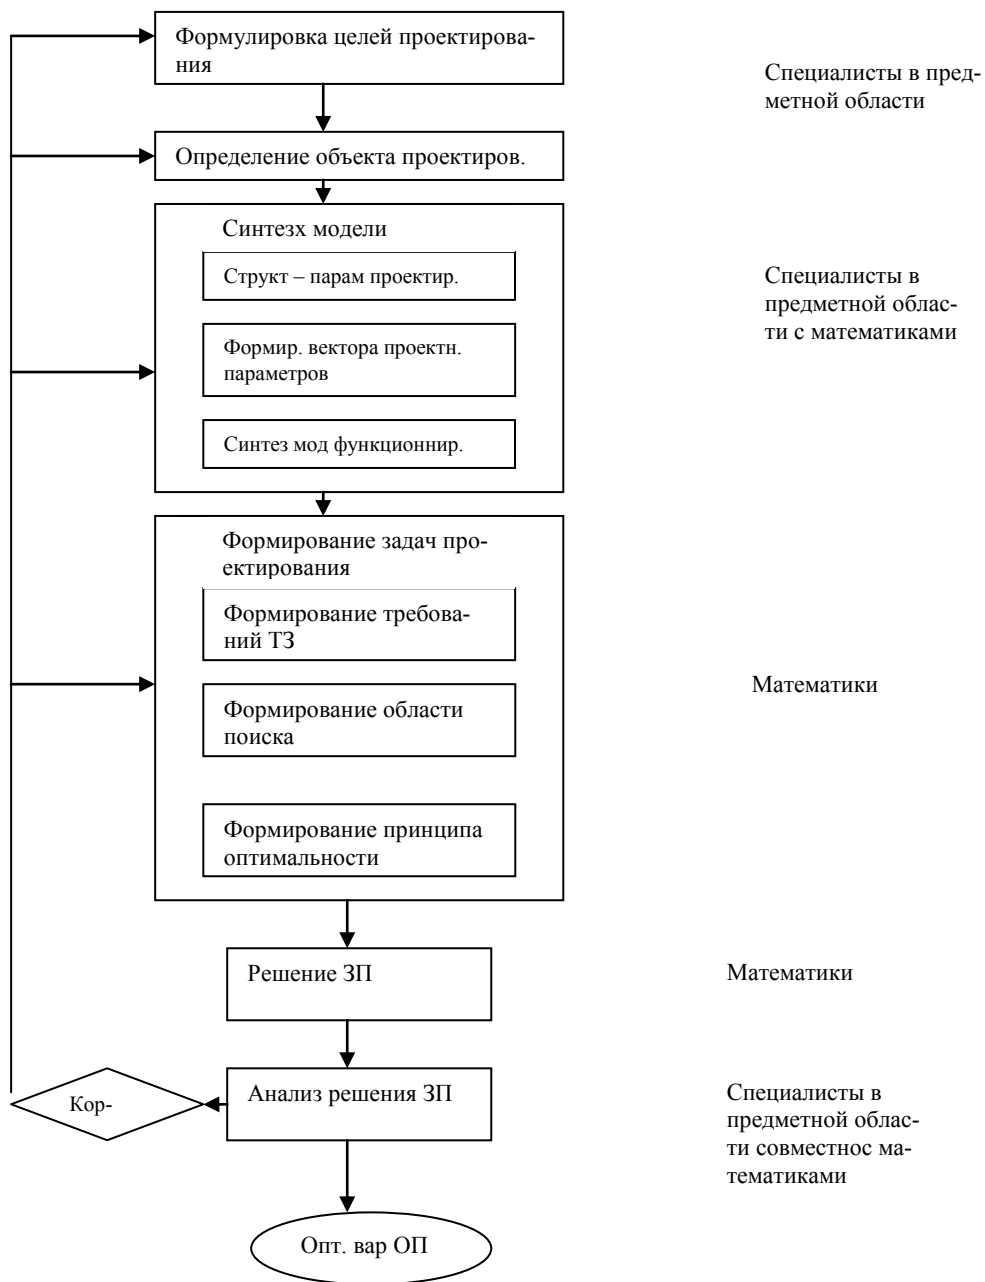 Формулировка целей проектирова-
ния
Специалисты в пред-
метной области
Определение объекта проектиров.
Синтезх модели
Структ – парам проектир.
Специалисты в
предметной облас-
ти с математиками
Формир. вектора проектн.
параметров
Синтез мод функционнир.
Формирование задач про-
ектирования
Формирование требова-
ний ТЗ
Формирование области
поиска
Математики
Формирование принципа
оптимальности
Решение ЗП
Математики
Анализ решения ЗП
Кор-
Специалисты в
предметной облас-
ти совместнос ма-
тематиками
Опт. вар ОП